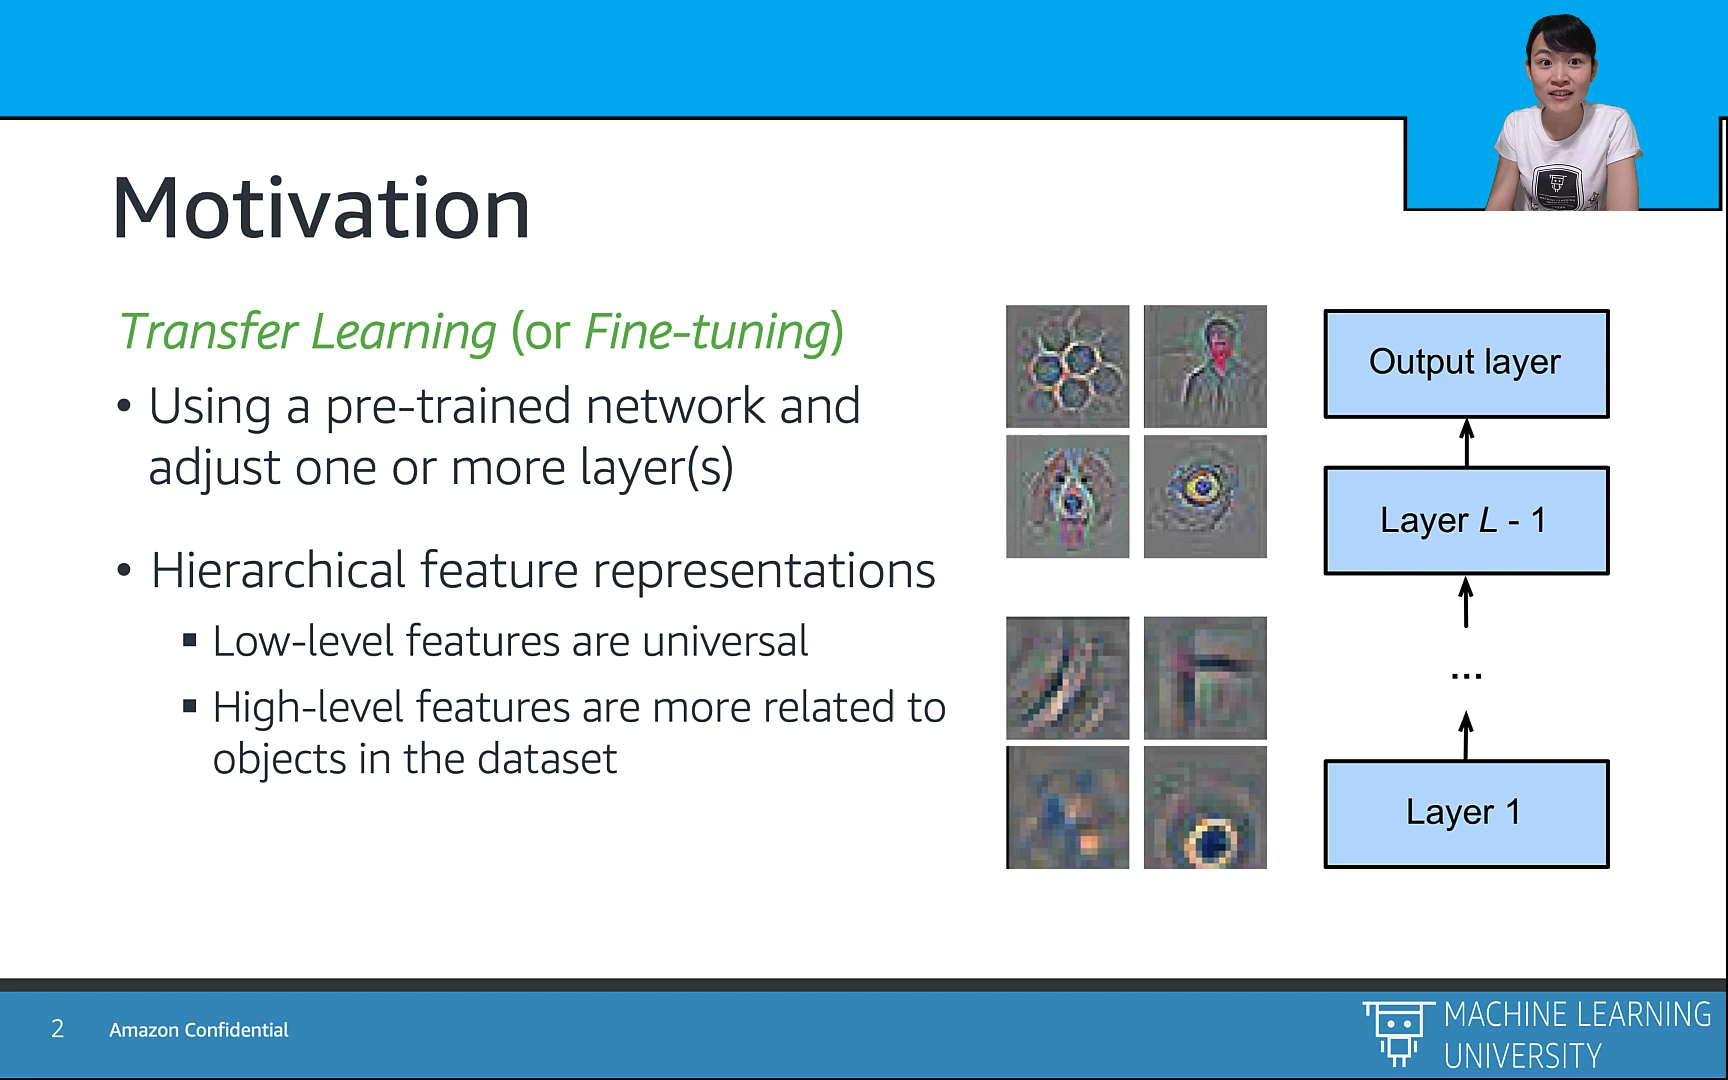 Motivation
Transfer Learning (or Fine-tuning)
• Using a pre-trained network and
adjust one or more layer(s)
• Hierarchical feature representations
▪ Low-level features are universal
▪ High-level features are more related to
objects in the dataset
Output layer
Layer L - 1
...
Layer 1
2
Amazon Confidential
MACHINE LEARNING
UNIVERSITY